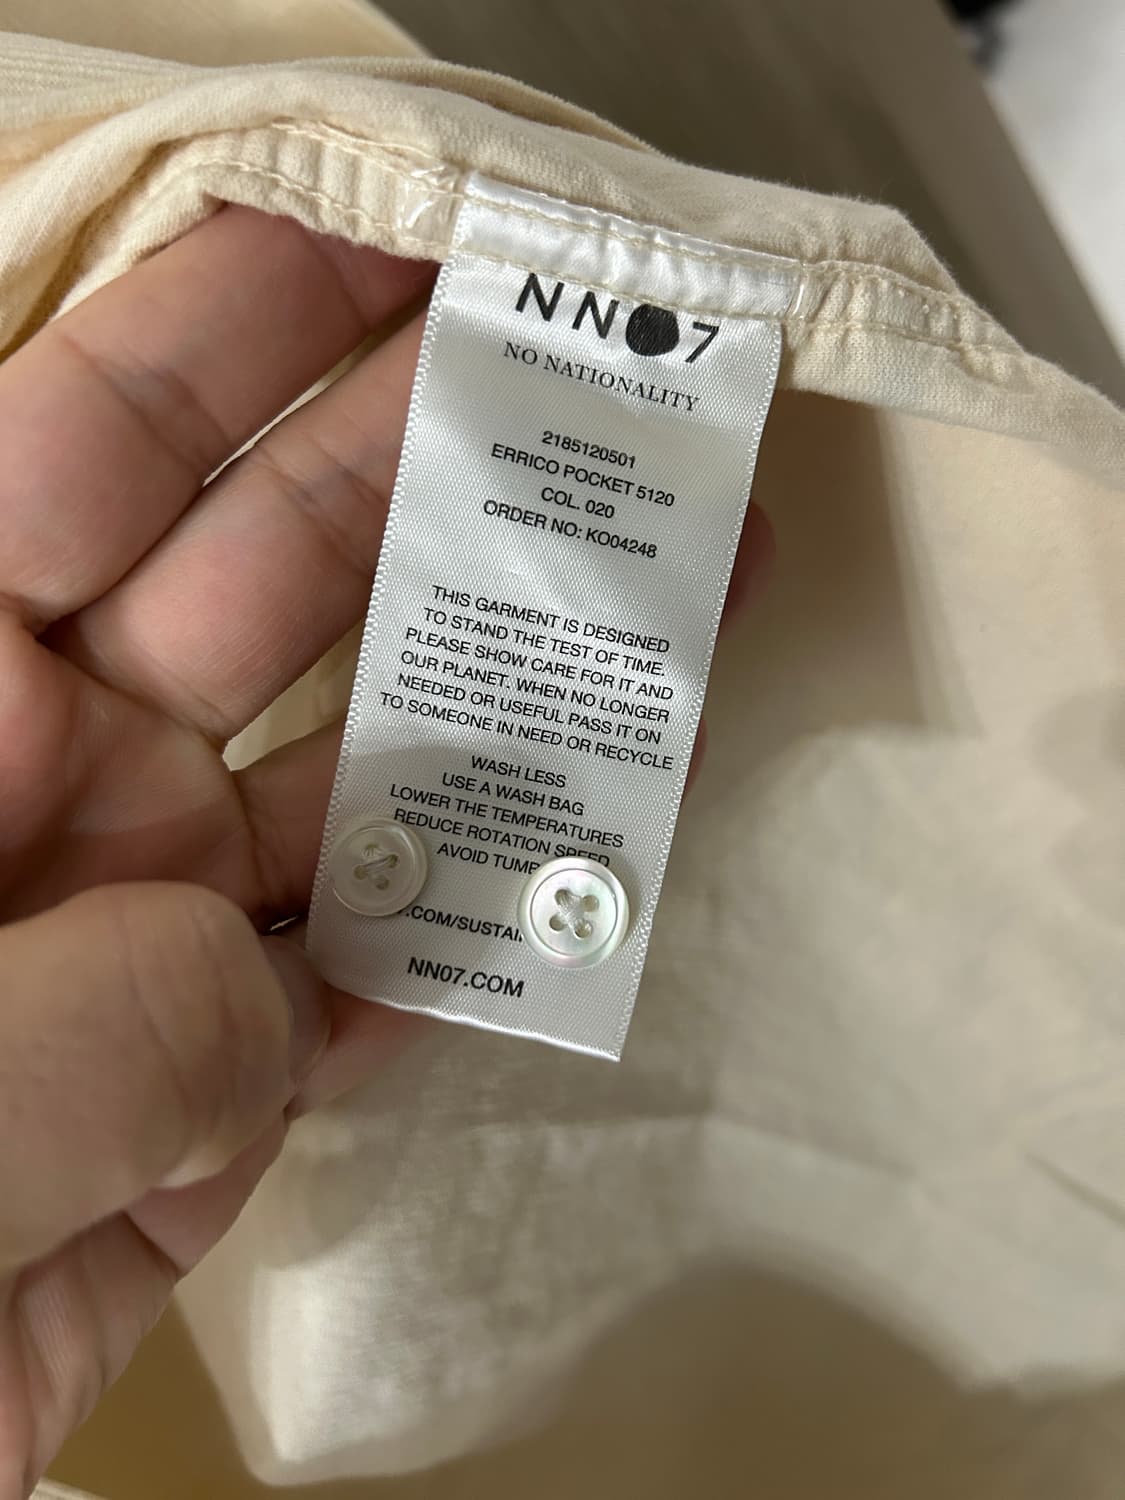 NN07
NO NATIONALITY
2185120501
ERRICO POCKET 5120
COL. 020
ORDER NO: KO04248
THIS GARMENT IS DESIGNED
TO STAND THE TEST OF TIME.
PLEASE SHOW CARE FOR IT AND
OUR PLANET. WHEN NO LONGER
NEEDED OR USEFUL PASS IT ON
TO SOMEONE IN NEED OR RECYCLE
WASH LESS
USE A WASH BAG
LOWER THE TEMPERATURES
REDUCE ROTATION SPEED
AVOID
NN07.COM